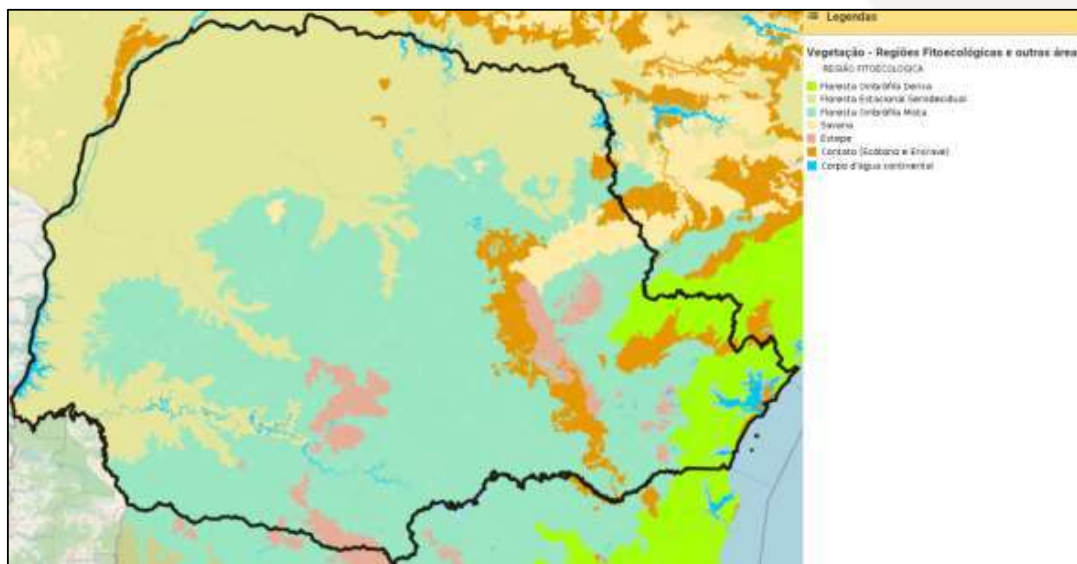 Legendas
Vegetação - Regiões Fitoecológicas e outras área
REGIÃO FITOECOLÓGICA
Floresta Ombrófila Densa
Floresta Estacional Semidecidual
Floresta Ombrófila Mista
Savana
Estepe
Contato (Ecótono e Encrave)
Corpo d'água continental